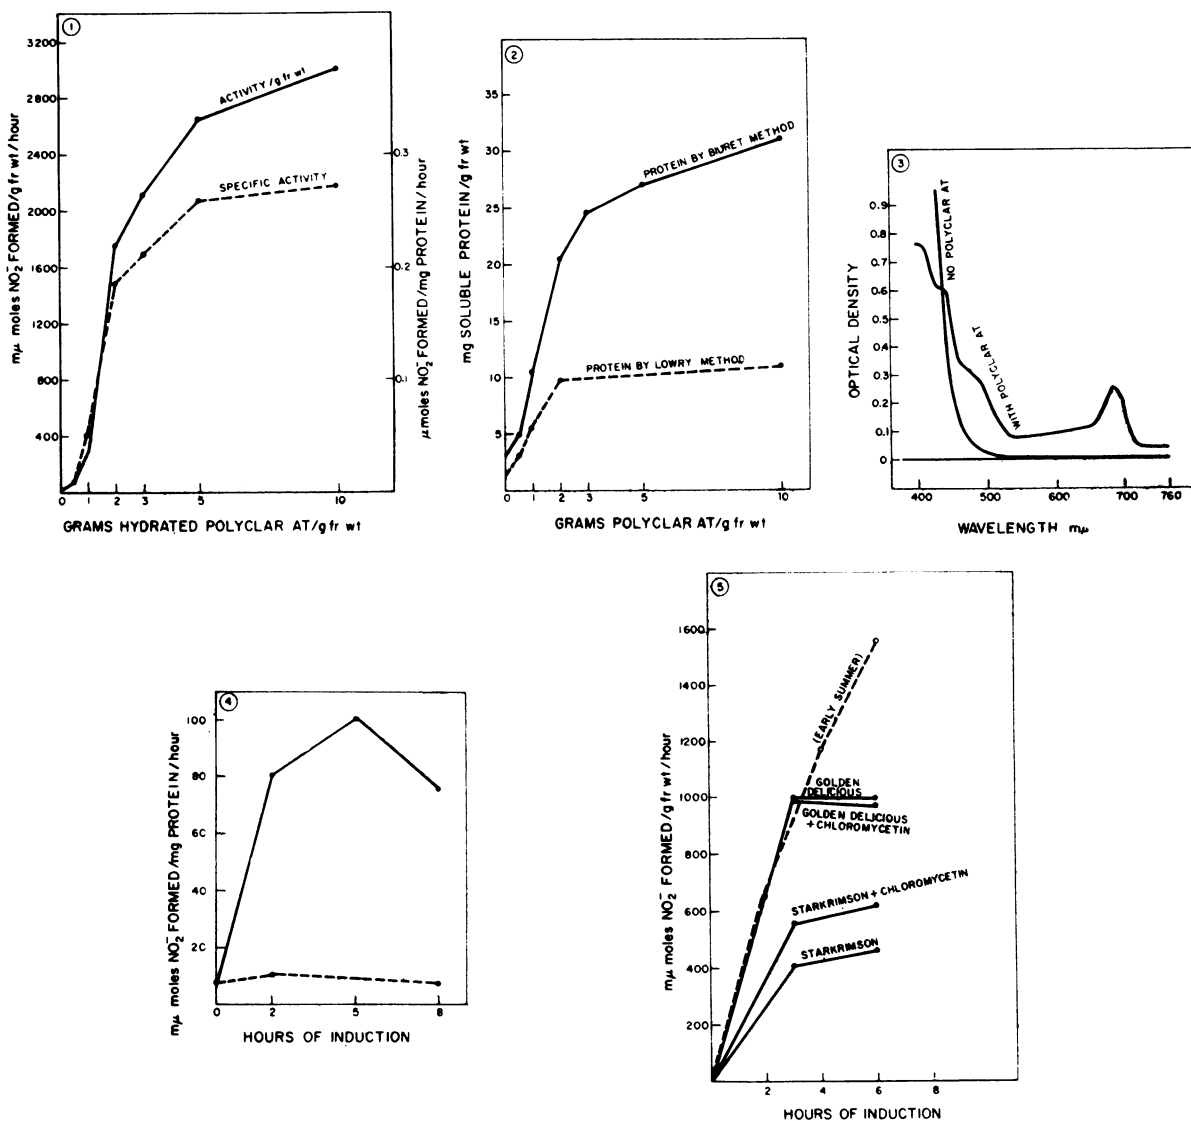 1
3200
2800
2400
2000
1600
1200
800
400
mμ moles NO₂⁻ FORMED/g fr wt/hour
ACTIVITY/g fr wt
SPECIFIC ACTIVITY
0.3
0.2
0.1
μmoles NO₂⁻ FORMED/mg PROTEIN/hour
0 1 2 3 5 10
GRAMS HYDRATED POLYCLAR AT/g fr wt
2
35
30
25
20
15
10
5
mg SOLUBLE PROTEIN/g fr wt
PROTEIN BY BIURET METHOD
PROTEIN BY LOWRY METHOD
0 1 2 3 5 10
GRAMS POLYCLAR AT/g fr wt
3
0.9
0.8
0.7
0.6
0.5
0.4
0.3
0.2
0.1
0
OPTICAL DENSITY
NO POLYCLAR AT
WITH POLYCLAR AT
400 500 600 700 760
WAVELENGTH mμ
4
100
80
60
40
20
mμ moles NO₂⁻ FORMED/mg PROTEIN/hour
0 2 5 8
HOURS OF INDUCTION
5
1600
1400
1200
1000
800
600
400
200
mμ moles NO₂⁻ FORMED/g fr wt/hour
(EARLY SUMMER)
GOLDEN
DELICIOUS
GOLDEN DELICIOUS
+ CHLOROMYCETIN
STARKRIMSON + CHLOROMYCETIN
STARKRIMSON
2 4 6 8
HOURS OF INDUCTION